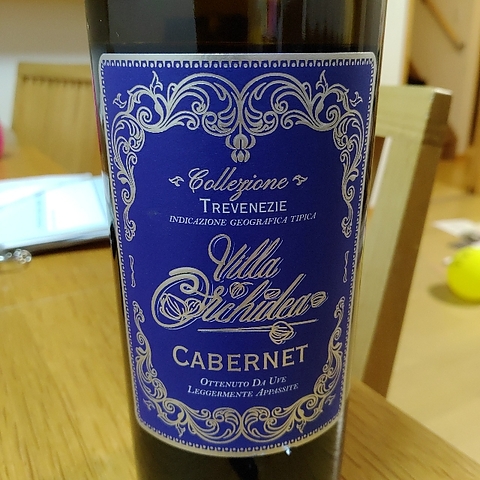 Collezione
TREVENEZIE
INDICAZIONE GEOGRAFICA TIPICA
Villa
Orchidea
CABERNET
OTTENUTO DA UVE
LEGGERMENTE APPASSITE